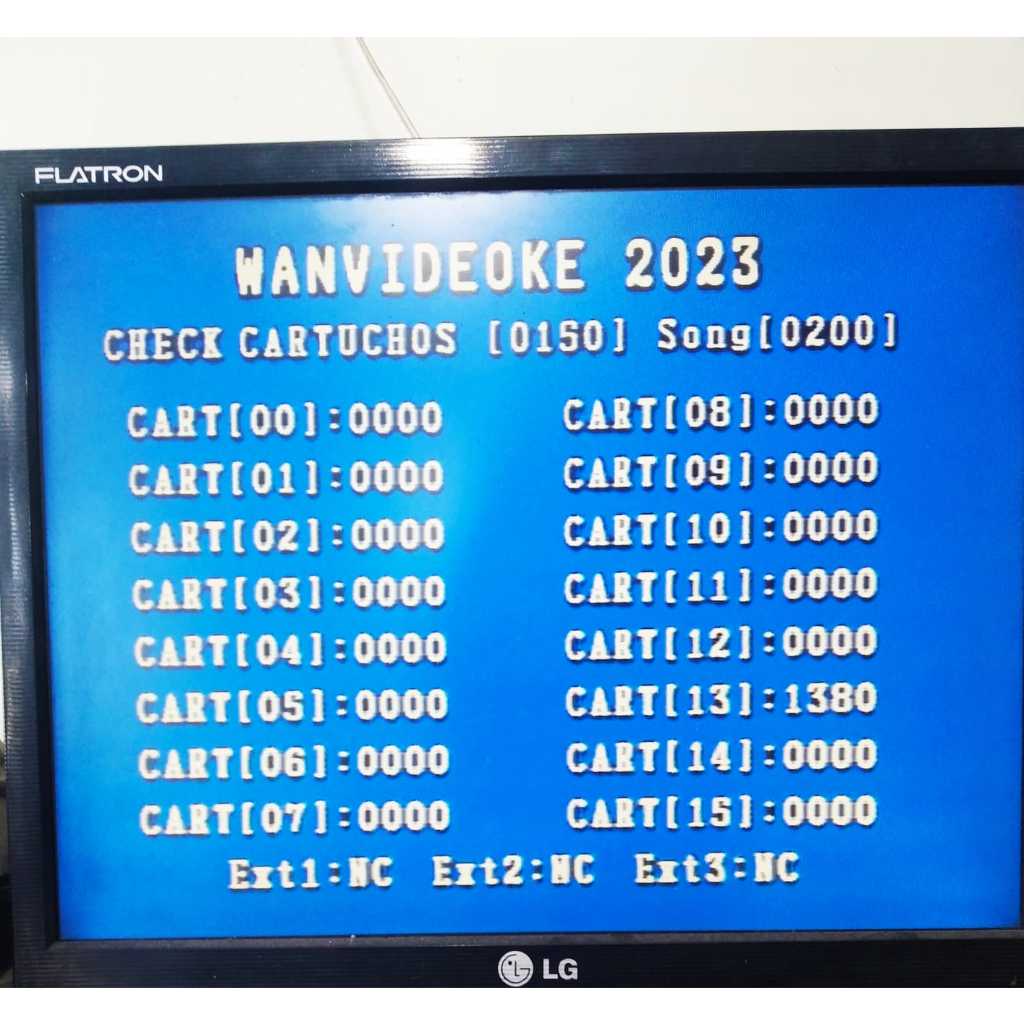 FLATRON
WANVIDEOKE 2023
CHECK CARTUCHOS [0150] Song[0200]
CART[00]:0000 CART[08]:0000
CART[01]:0000 CART[09]:0000
CART[02]:0000 CART[10]:0000
CART[03]:0000 CART[11]:0000
CART[04]:0000 CART[12]:0000
CART[05]:0000 CART[13]:1380
CART[06]:0000 CART[14]:0000
CART[07]:0000 CART[15]:0000
Ext1:NC Ext2:NC Ext3:NC
LG